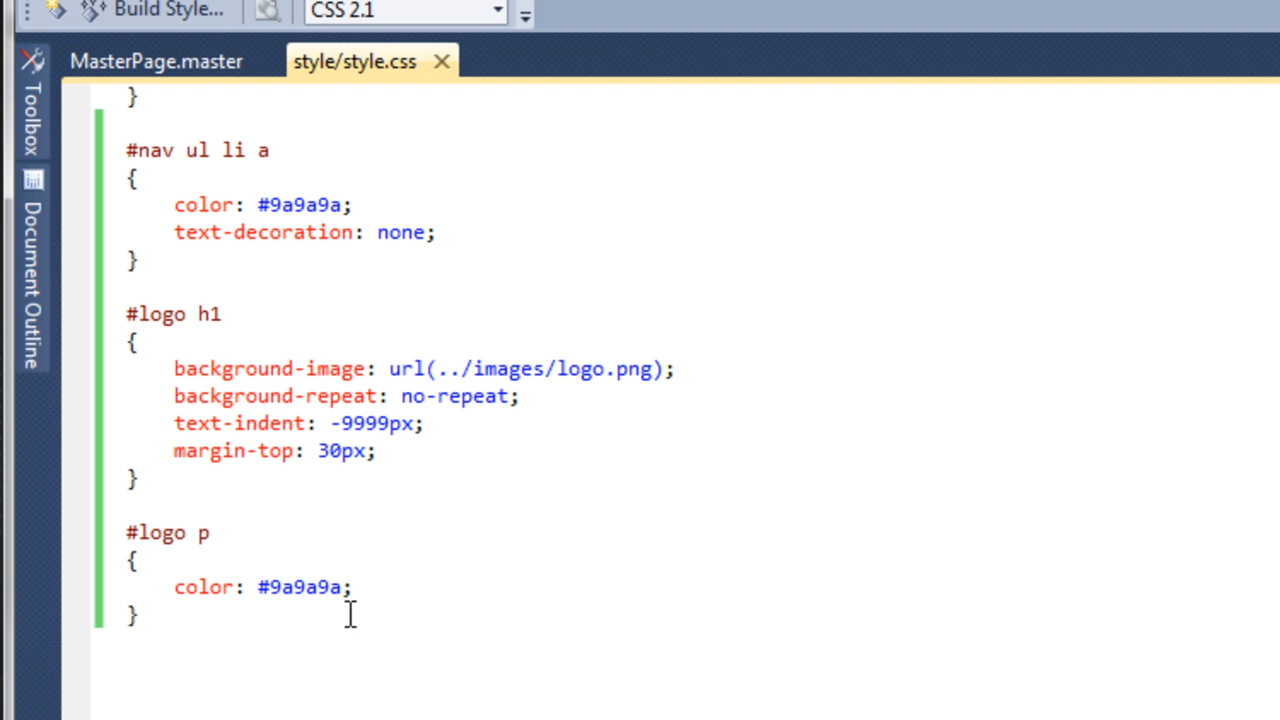 Build Style...
CSS 2.1
MasterPage.master
style/style.css
Toolbox
Document Outline
}
#nav ul li a
{
color: #9a9a9a;
text-decoration: none;
}
#logo h1
{
background-image: url(../images/logo.png);
background-repeat: no-repeat;
text-indent: -9999px;
margin-top: 30px;
}
#logo p
{
color: #9a9a9a;
}